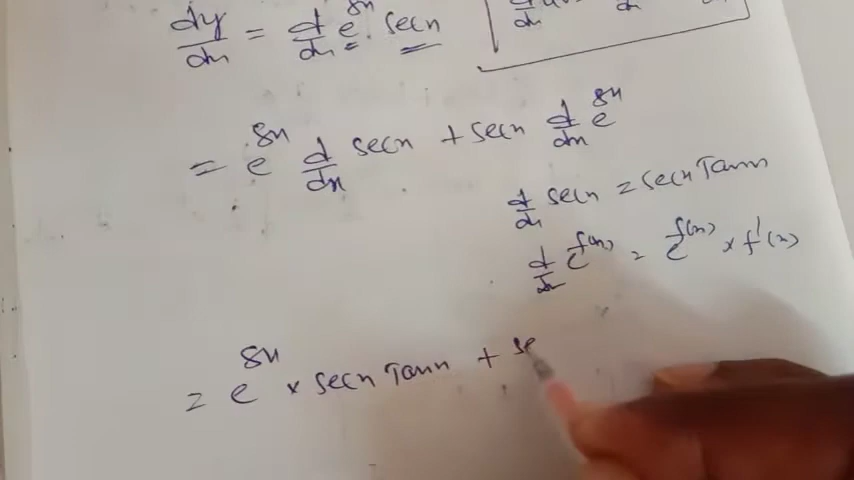 dy/dx = d/dx e^8x . secx
= e^8x d/dx secx + secx d/dx e^8x
d/dx secx = secx Tanx
d/dx e^f(x) = e^f(x) × f'(x)
= e^8x × secx Tanx + se